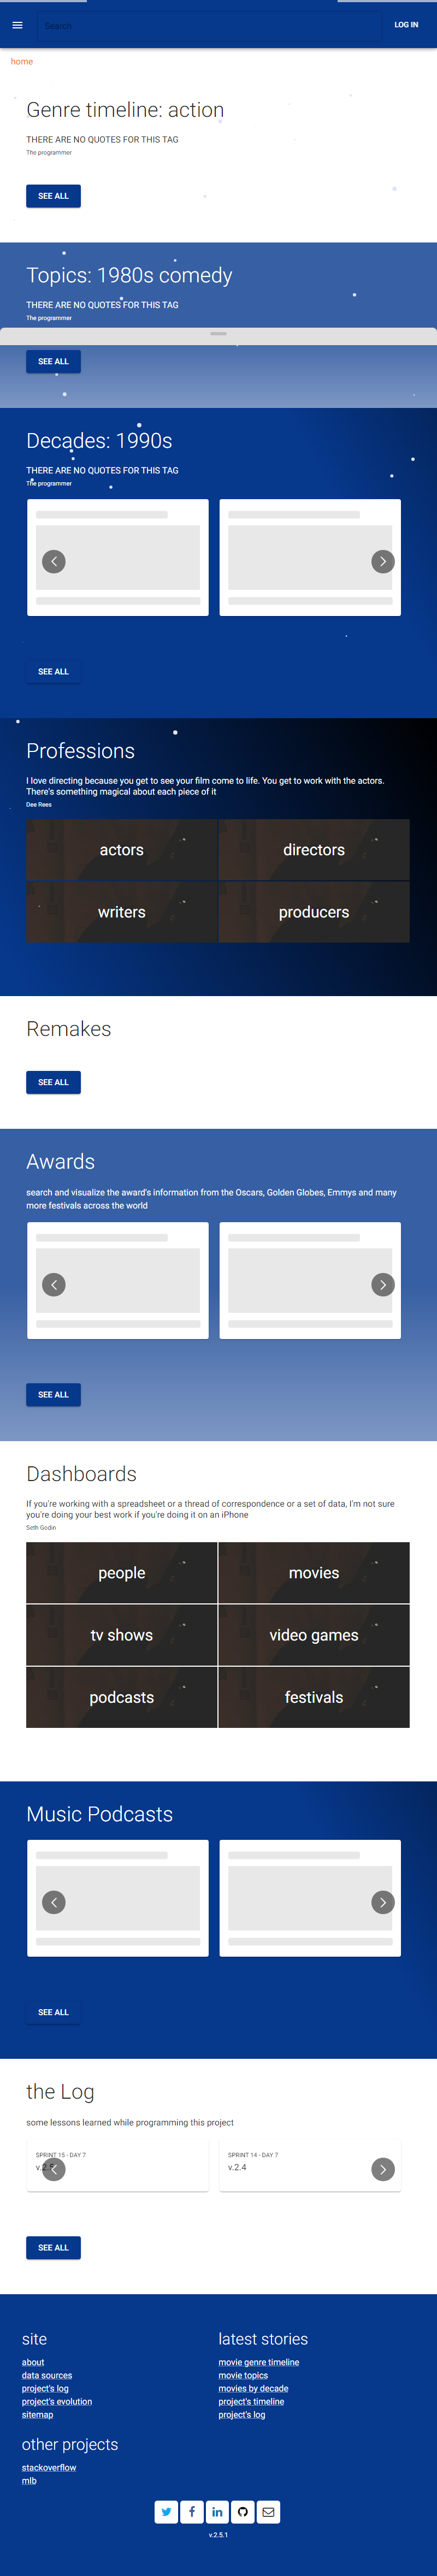 Search
LOG IN
home
Genre timeline: action
THERE ARE NO QUOTES FOR THIS TAG
The programmer
SEE ALL
Topics: 1980s comedy
THERE ARE NO QUOTES FOR THIS TAG
The programmer
SEE ALL
Decades: 1990s
THERE ARE NO QUOTES FOR THIS TAG
The programmer
SEE ALL
Professions
I love directing because you get to see your film come to life. You get to work with the actors.
There's something magical about each piece of it
Dee Rees
actors
directors
writers
producers
Remakes
SEE ALL
Awards
search and visualize the award's information from the Oscars, Golden Globes, Emmys and many
more festivals across the world
SEE ALL
Dashboards
If you're working with a spreadsheet or a thread of correspondence or a set of data, I'm not sure
you're doing your best work if you're doing it on an iPhone
Seth Godin
people
movies
tv shows
video games
podcasts
festivals
Music Podcasts
SEE ALL
the Log
some lessons learned while programming this project
SPRINT 15 - DAY 7
v.2.5
SPRINT 14 - DAY 7
v.2.4
SEE ALL
site
about
data sources
project's log
project's evolution
sitemap
latest stories
movie genre timeline
movie topics
movies by decade
project's timeline
project's log
other projects
stackoverflow
mlb
v.2.5.1